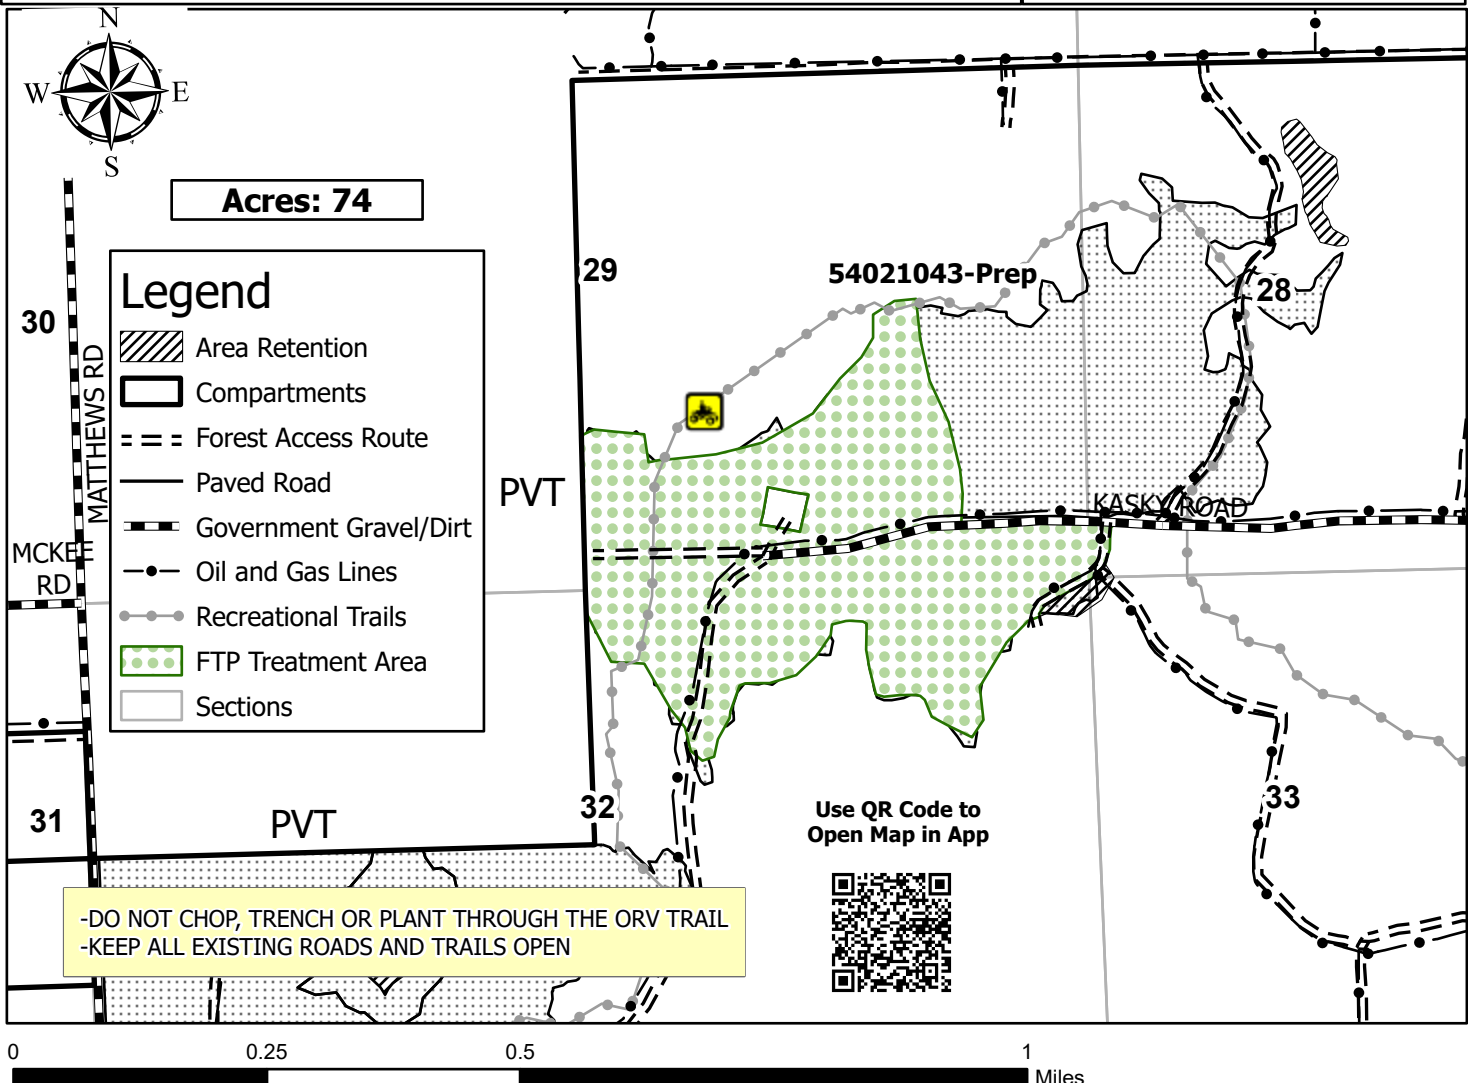 N
W
E
S
Acres: 74
Legend
Area Retention
Compartments
Forest Access Route
Paved Road
Government Gravel/Dirt
Oil and Gas Lines
Recreational Trails
FTP Treatment Area
Sections
30
29
28
54021043-Prep
MATTHEWS RD
PVT
KASKY ROAD
MCKEE
RD
31
PVT
32
33
Use QR Code to
Open Map in App
-DO NOT CHOP, TRENCH OR PLANT THROUGH THE ORV TRAIL
-KEEP ALL EXISTING ROADS AND TRAILS OPEN
0 0.25 0.5 1
Miles